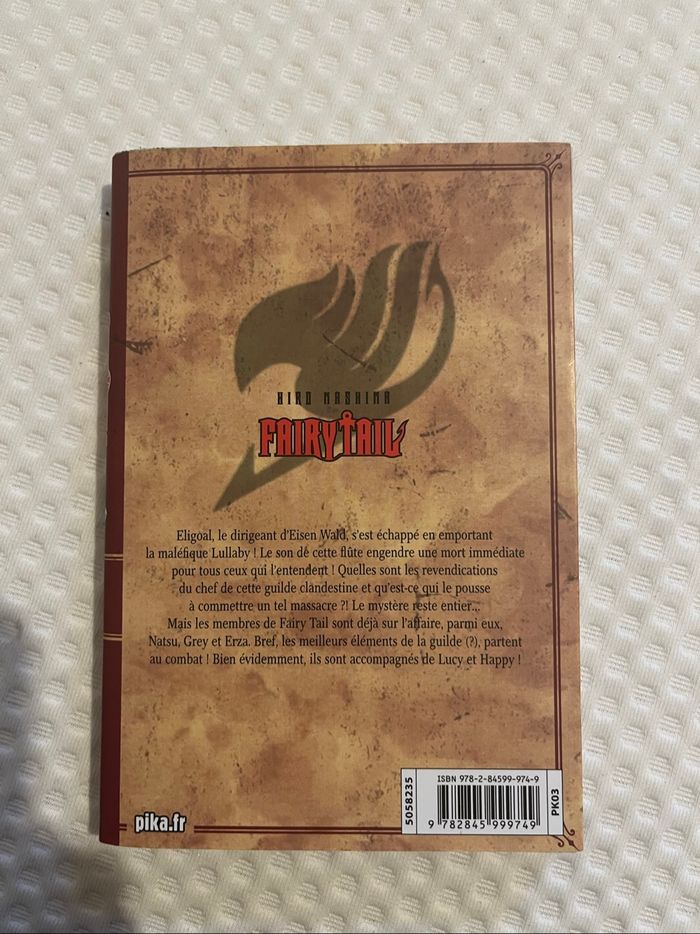 HIRO MASHIMA
FAIRY TAIL
Eligoal, le dirigeant d'Eisen Wald, s'est échappé en emportant
la maléfique Lullaby ! Le son de cette flûte engendre une mort immédiate
pour tous ceux qui l'entendent ! Quelles sont les revendications
du chef de cette guilde clandestine et qu'est-ce qui le pousse
à commettre un tel massacre ?! Le mystère reste entier...
Mais les membres de Fairy Tail sont déjà sur l'affaire, parmi eux,
Natsu, Grey et Erza. Bref, les meilleurs éléments de la guilde (?), partent
au combat ! Bien évidemment, ils sont accompagnés de Lucy et Happy !
pika.fr
5058235
ISBN 978-2-84599-974-9
9 782845 999749
PK03